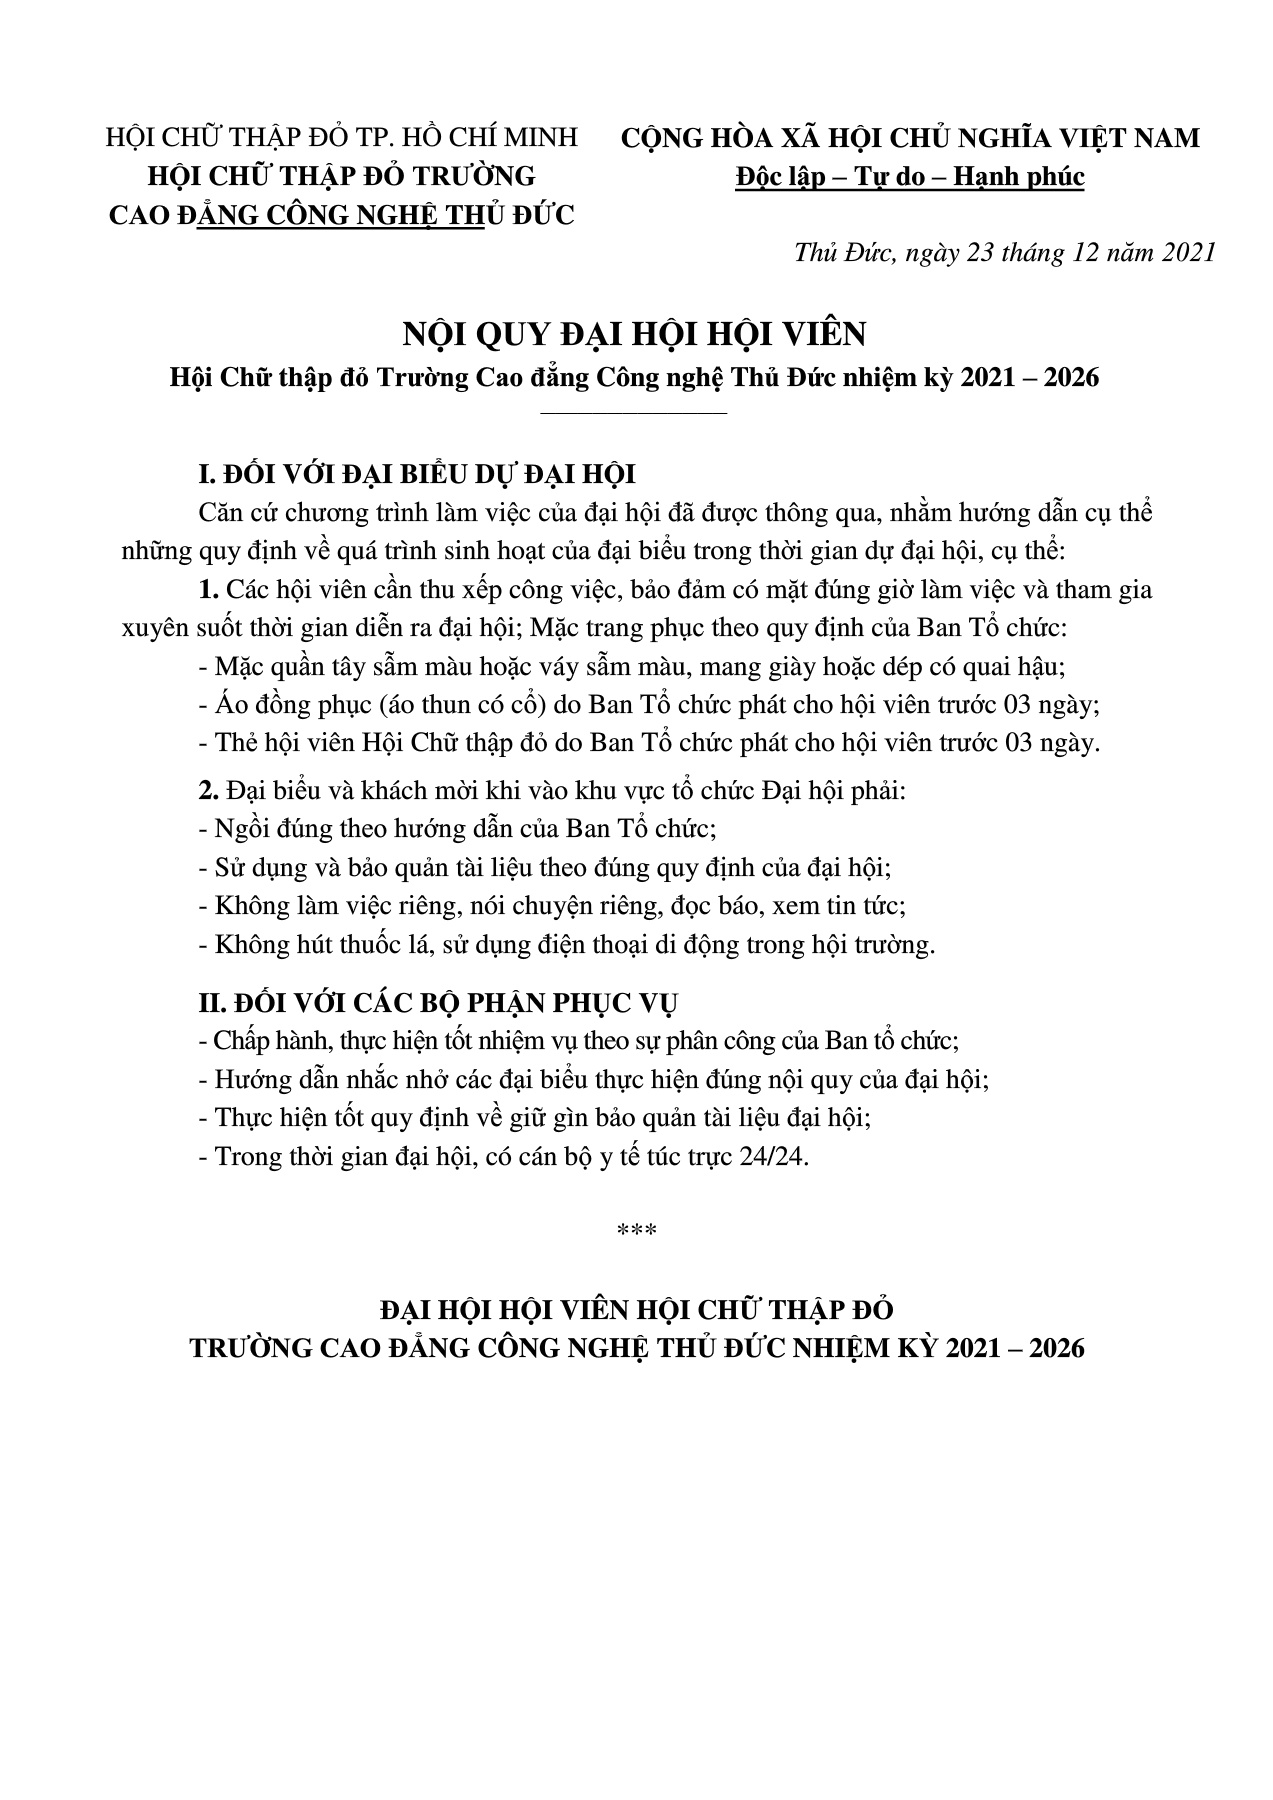 HỘI CHỮ THẬP ĐỎ TP. HỒ CHÍ MINH
HỘI CHỮ THẬP ĐỎ TRƯỜNG
CAO ĐẲNG CÔNG NGHỆ THỦ ĐỨC
CỘNG HÒA XÃ HỘI CHỦ NGHĨA VIỆT NAM
Độc lập – Tự do – Hạnh phúc
Thủ Đức, ngày 23 tháng 12 năm 2021
NỘI QUY ĐẠI HỘI HỘI VIÊN
Hội Chữ thập đỏ Trường Cao đẳng Công nghệ Thủ Đức nhiệm kỳ 2021 – 2026
I. ĐỐI VỚI ĐẠI BIỂU DỰ ĐẠI HỘI
Căn cứ chương trình làm việc của đại hội đã được thông qua, nhằm hướng dẫn cụ thể
những quy định về quá trình sinh hoạt của đại biểu trong thời gian dự đại hội, cụ thể:
1. Các hội viên cần thu xếp công việc, bảo đảm có mặt đúng giờ làm việc và tham gia
xuyên suốt thời gian diễn ra đại hội; Mặc trang phục theo quy định của Ban Tổ chức:
- Mặc quần tây sẫm màu hoặc váy sẫm màu, mang giày hoặc dép có quai hậu;
- Áo đồng phục (áo thun có cổ) do Ban Tổ chức phát cho hội viên trước 03 ngày;
- Thẻ hội viên Hội Chữ thập đỏ do Ban Tổ chức phát cho hội viên trước 03 ngày.
2. Đại biểu và khách mời khi vào khu vực tổ chức Đại hội phải:
- Ngồi đúng theo hướng dẫn của Ban Tổ chức;
- Sử dụng và bảo quản tài liệu theo đúng quy định của đại hội;
- Không làm việc riêng, nói chuyện riêng, đọc báo, xem tin tức;
- Không hút thuốc lá, sử dụng điện thoại di động trong hội trường.
II. ĐỐI VỚI CÁC BỘ PHẬN PHỤC VỤ
- Chấp hành, thực hiện tốt nhiệm vụ theo sự phân công của Ban tổ chức;
- Hướng dẫn nhắc nhở các đại biểu thực hiện đúng nội quy của đại hội;
- Thực hiện tốt quy định về giữ gìn bảo quản tài liệu đại hội;
- Trong thời gian đại hội, có cán bộ y tế túc trực 24/24.
***
ĐẠI HỘI HỘI VIÊN HỘI CHỮ THẬP ĐỎ
TRƯỜNG CAO ĐẲNG CÔNG NGHỆ THỦ ĐỨC NHIỆM KỲ 2021 – 2026